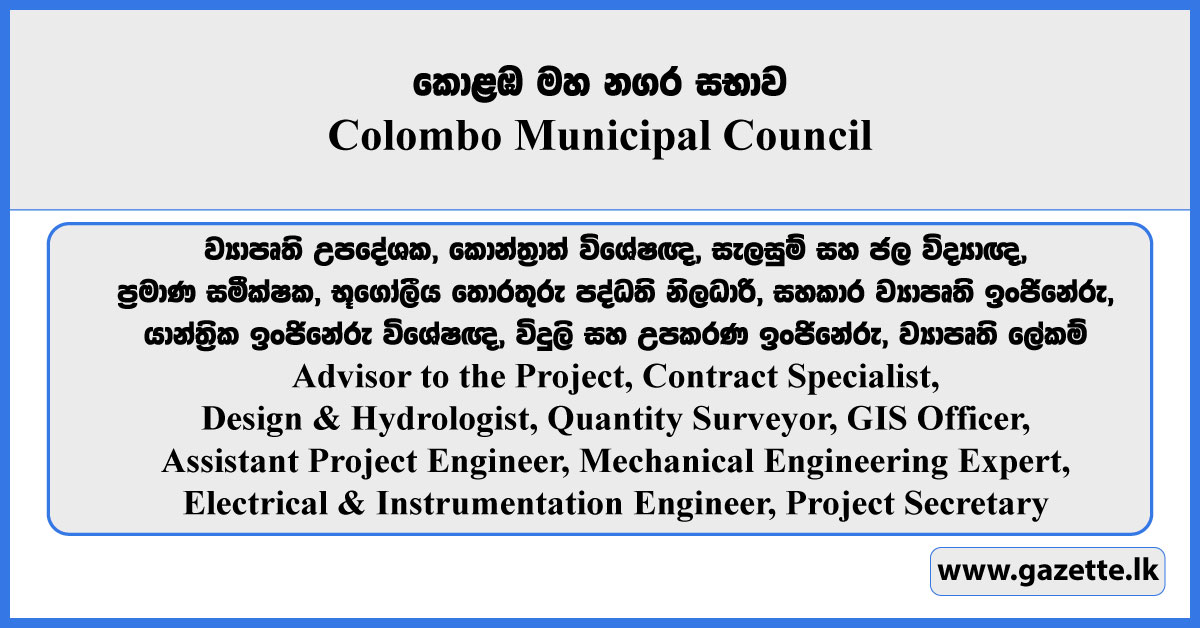 කොළඹ මහ නගර සභාව
Colombo Municipal Council
ව්‍යාපෘති උපදේශක, කොන්ත්‍රාත් විශේෂඥ, සැලසුම් සහ ජල විද්‍යාඥ,
ප්‍රමාණ සමීක්ෂක, භූගෝලීය තොරතුරු පද්ධති නිලධාරී, සහකාර ව්‍යාපෘති ඉංජිනේරු,
යාන්ත්‍රික ඉංජිනේරු විශේෂඥ, විදුලි සහ උපකරණ ඉංජිනේරු, ව්‍යාපෘති ලේකම්
Advisor to the Project, Contract Specialist,
Design & Hydrologist, Quantity Surveyor, GIS Officer,
Assistant Project Engineer, Mechanical Engineering Expert,
Electrical & Instrumentation Engineer, Project Secretary
www.gazette.lk